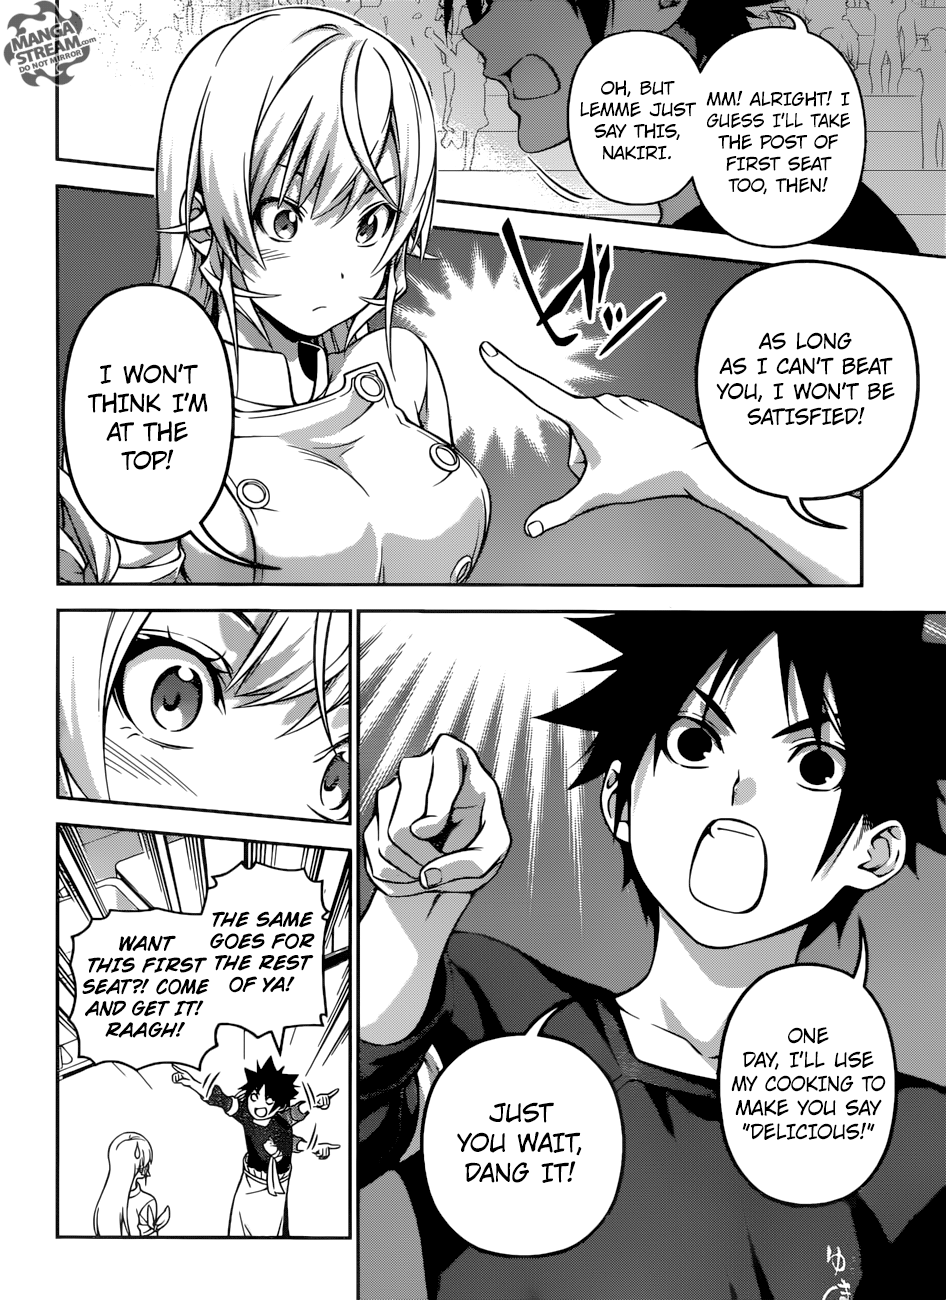 MANGA
STREAM.com
DO NOT MIRROR
MM! ALRIGHT! I
GUESS I'LL TAKE
THE POST OF
FIRST SEAT
TOO, THEN!
OH, BUT
LEMME JUST
SAY THIS,
NAKIRI.
AS LONG
AS I CAN'T BEAT
YOU, I WON'T BE
SATISFIED!
I WON'T
THINK I'M
AT THE
TOP!
ONE
DAY, I'LL USE
MY COOKING TO
MAKE YOU SAY
"DELICIOUS!"
JUST
YOU WAIT,
DANG IT!
THE SAME
GOES FOR
THE REST
OF YA!
WANT
THIS FIRST
SEAT?! COME
AND GET IT!
RAAGH!